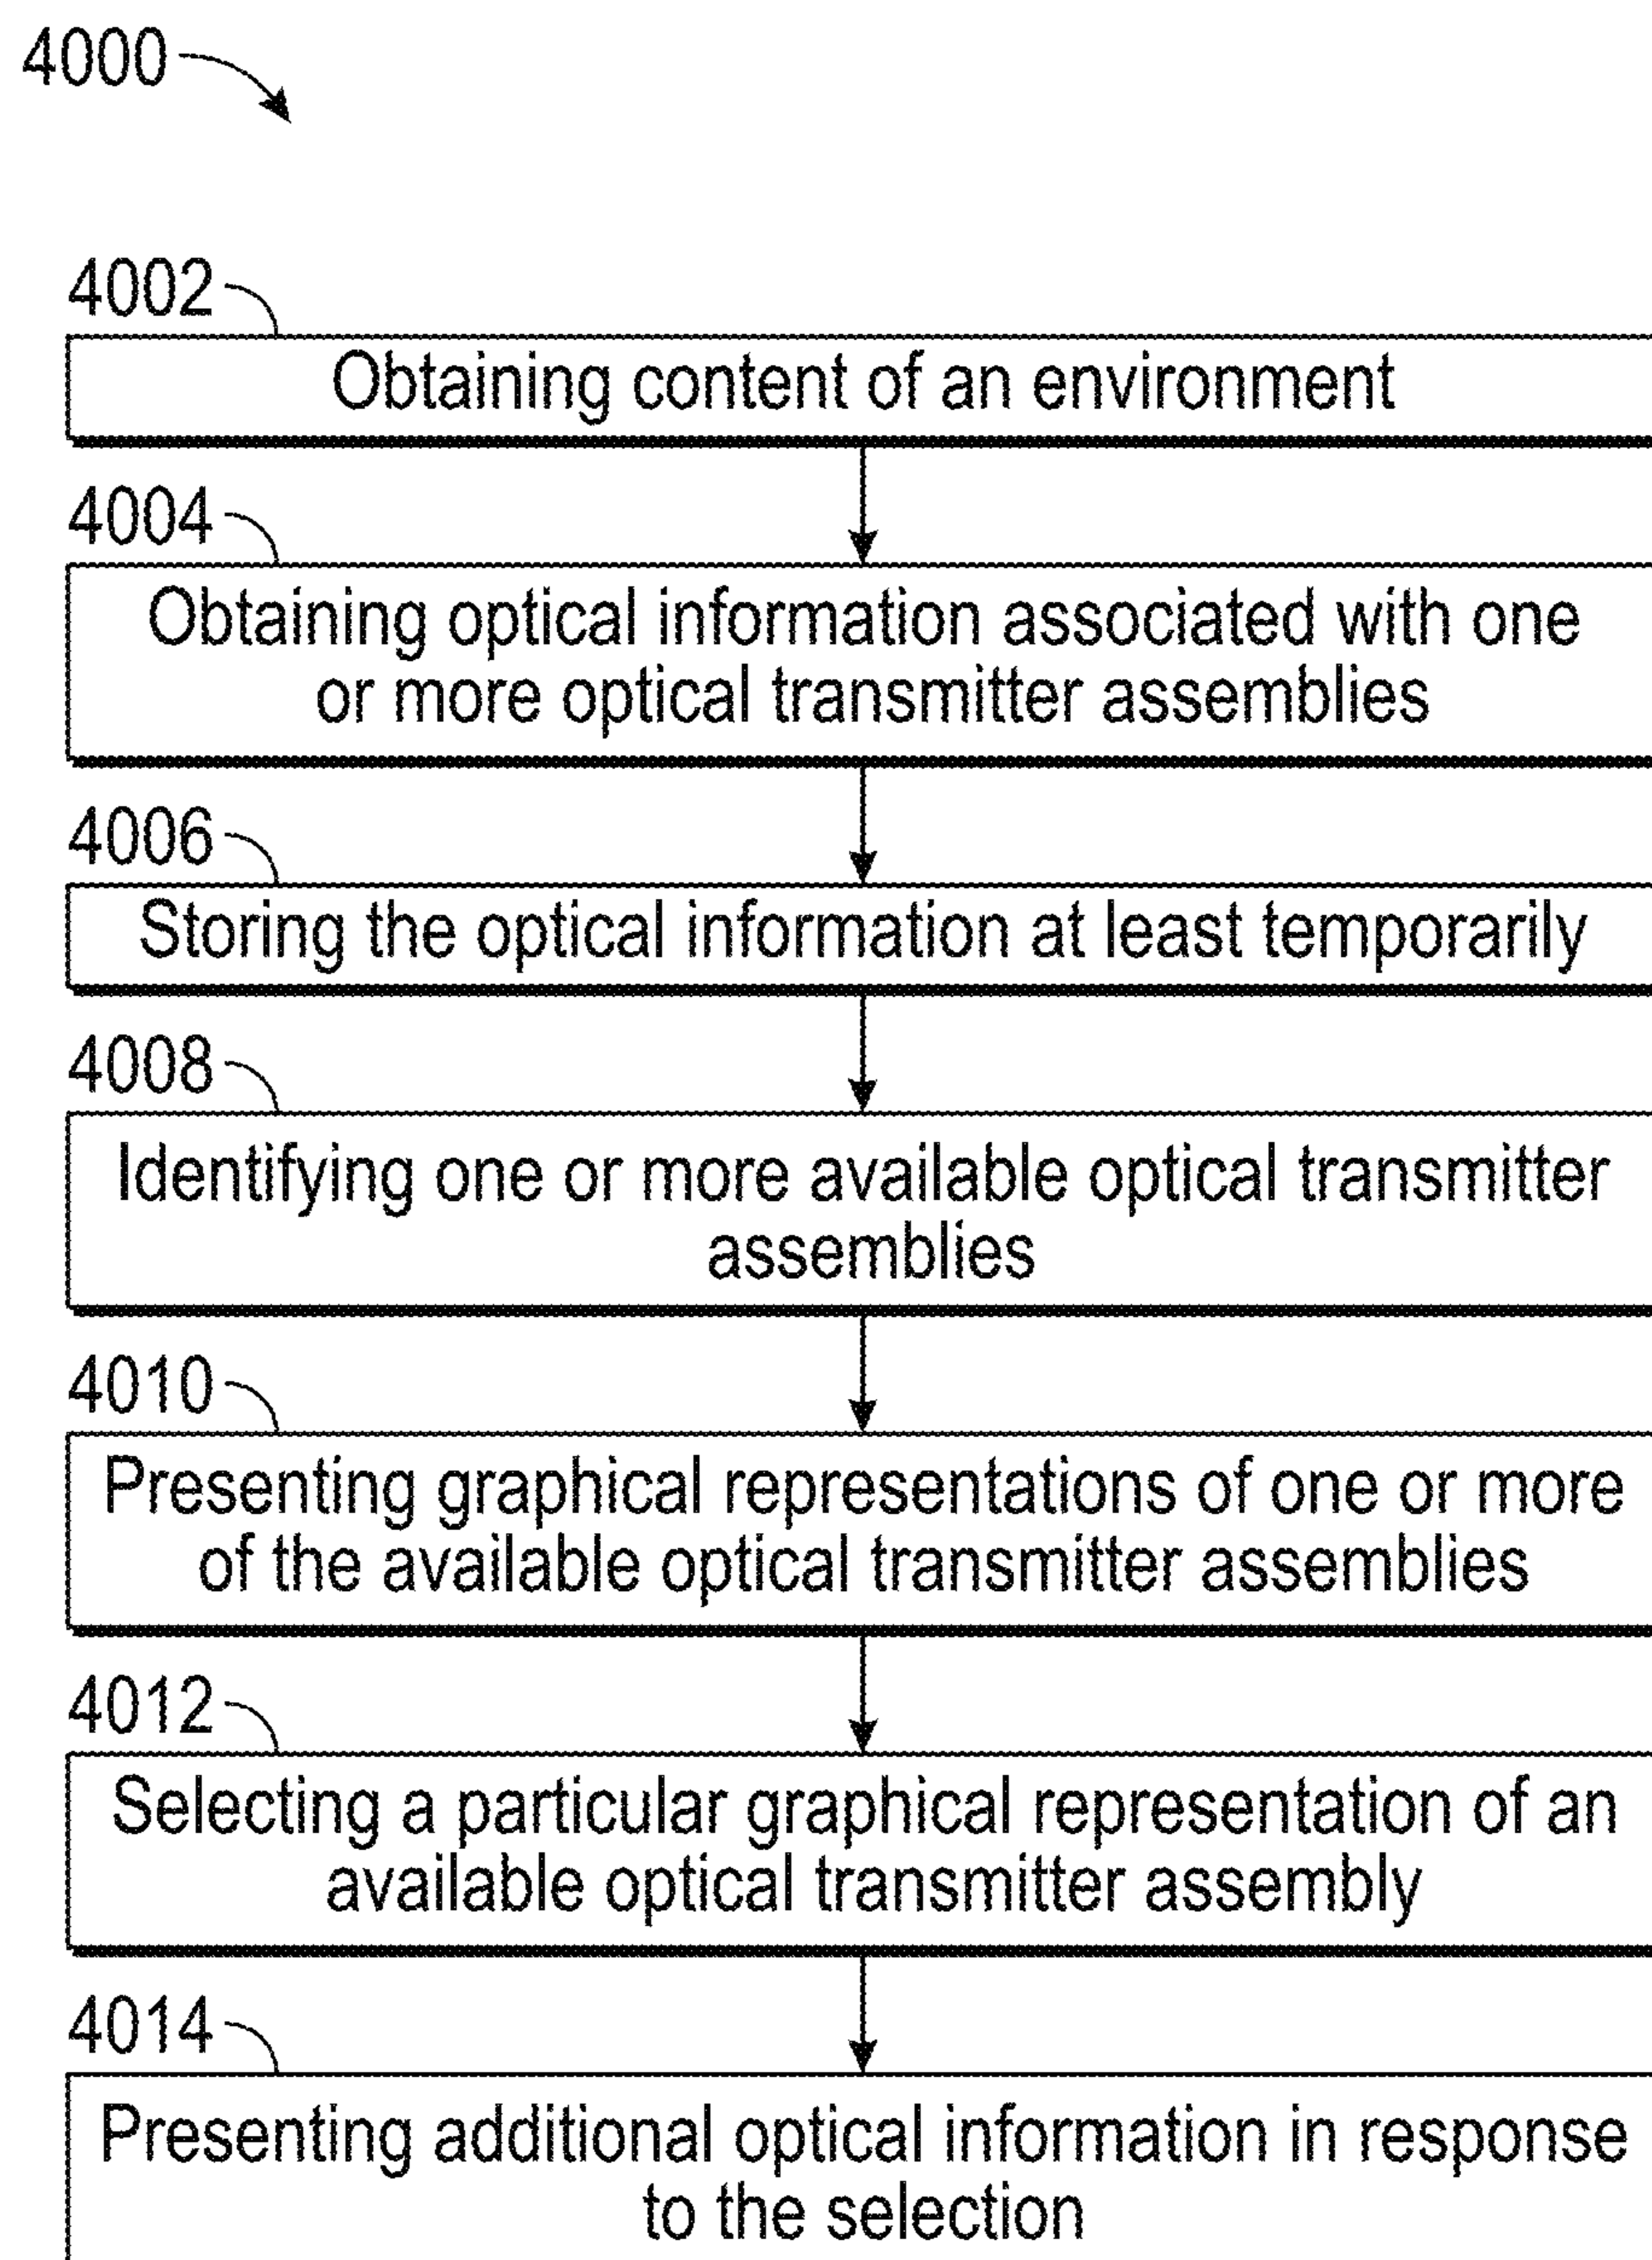 4000
4002
Obtaining content of an environment
4004
Obtaining optical information associated with one
or more optical transmitter assemblies
4006
Storing the optical information at least temporarily
4008
Identifying one or more available optical transmitter
assemblies
4010
Presenting graphical representations of one or more
of the available optical transmitter assemblies
4012
Selecting a particular graphical representation of an
available optical transmitter assembly
4014
Presenting additional optical information in response
to the selection